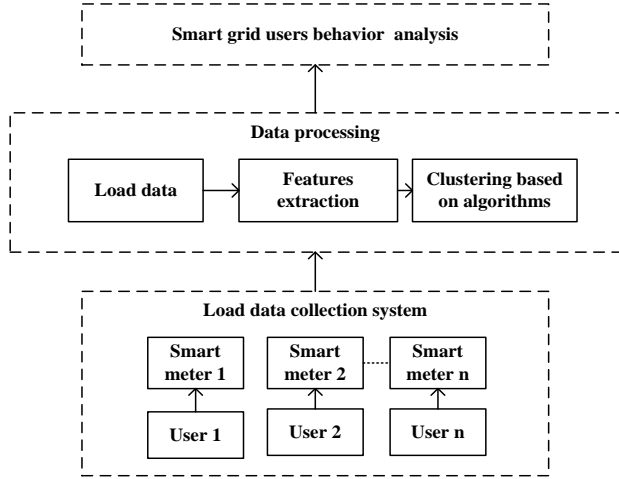 Smart grid users behavior analysis
Data processing
Load data
Features
extraction
Clustering based
on algorithms
Load data collection system
Smart
meter 1
Smart
meter 2
Smart
meter n
User 1
User 2
User n